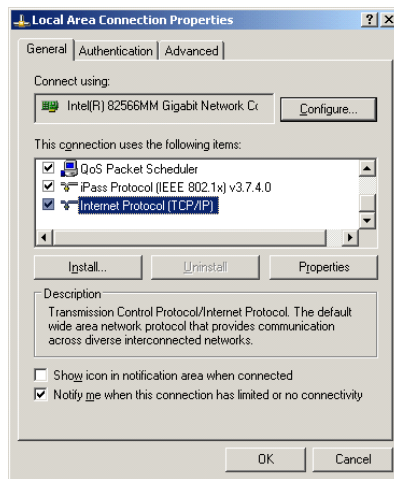 Local Area Connection Properties
General
Authentication
Advanced
Connect using:
Intel(R) 82566MM Gigabit Network Cc
Configure...
This connection uses the following items:
QoS Packet Scheduler
iPass Protocol (IEEE 802.1x) v3.7.4.0
Internet Protocol (TCP/IP)
Install...
Uninstall
Properties
Description
Transmission Control Protocol/Internet Protocol. The default
wide area network protocol that provides communication
across diverse interconnected networks.
Show icon in notification area when connected
Notify me when this connection has limited or no connectivity
OK
Cancel